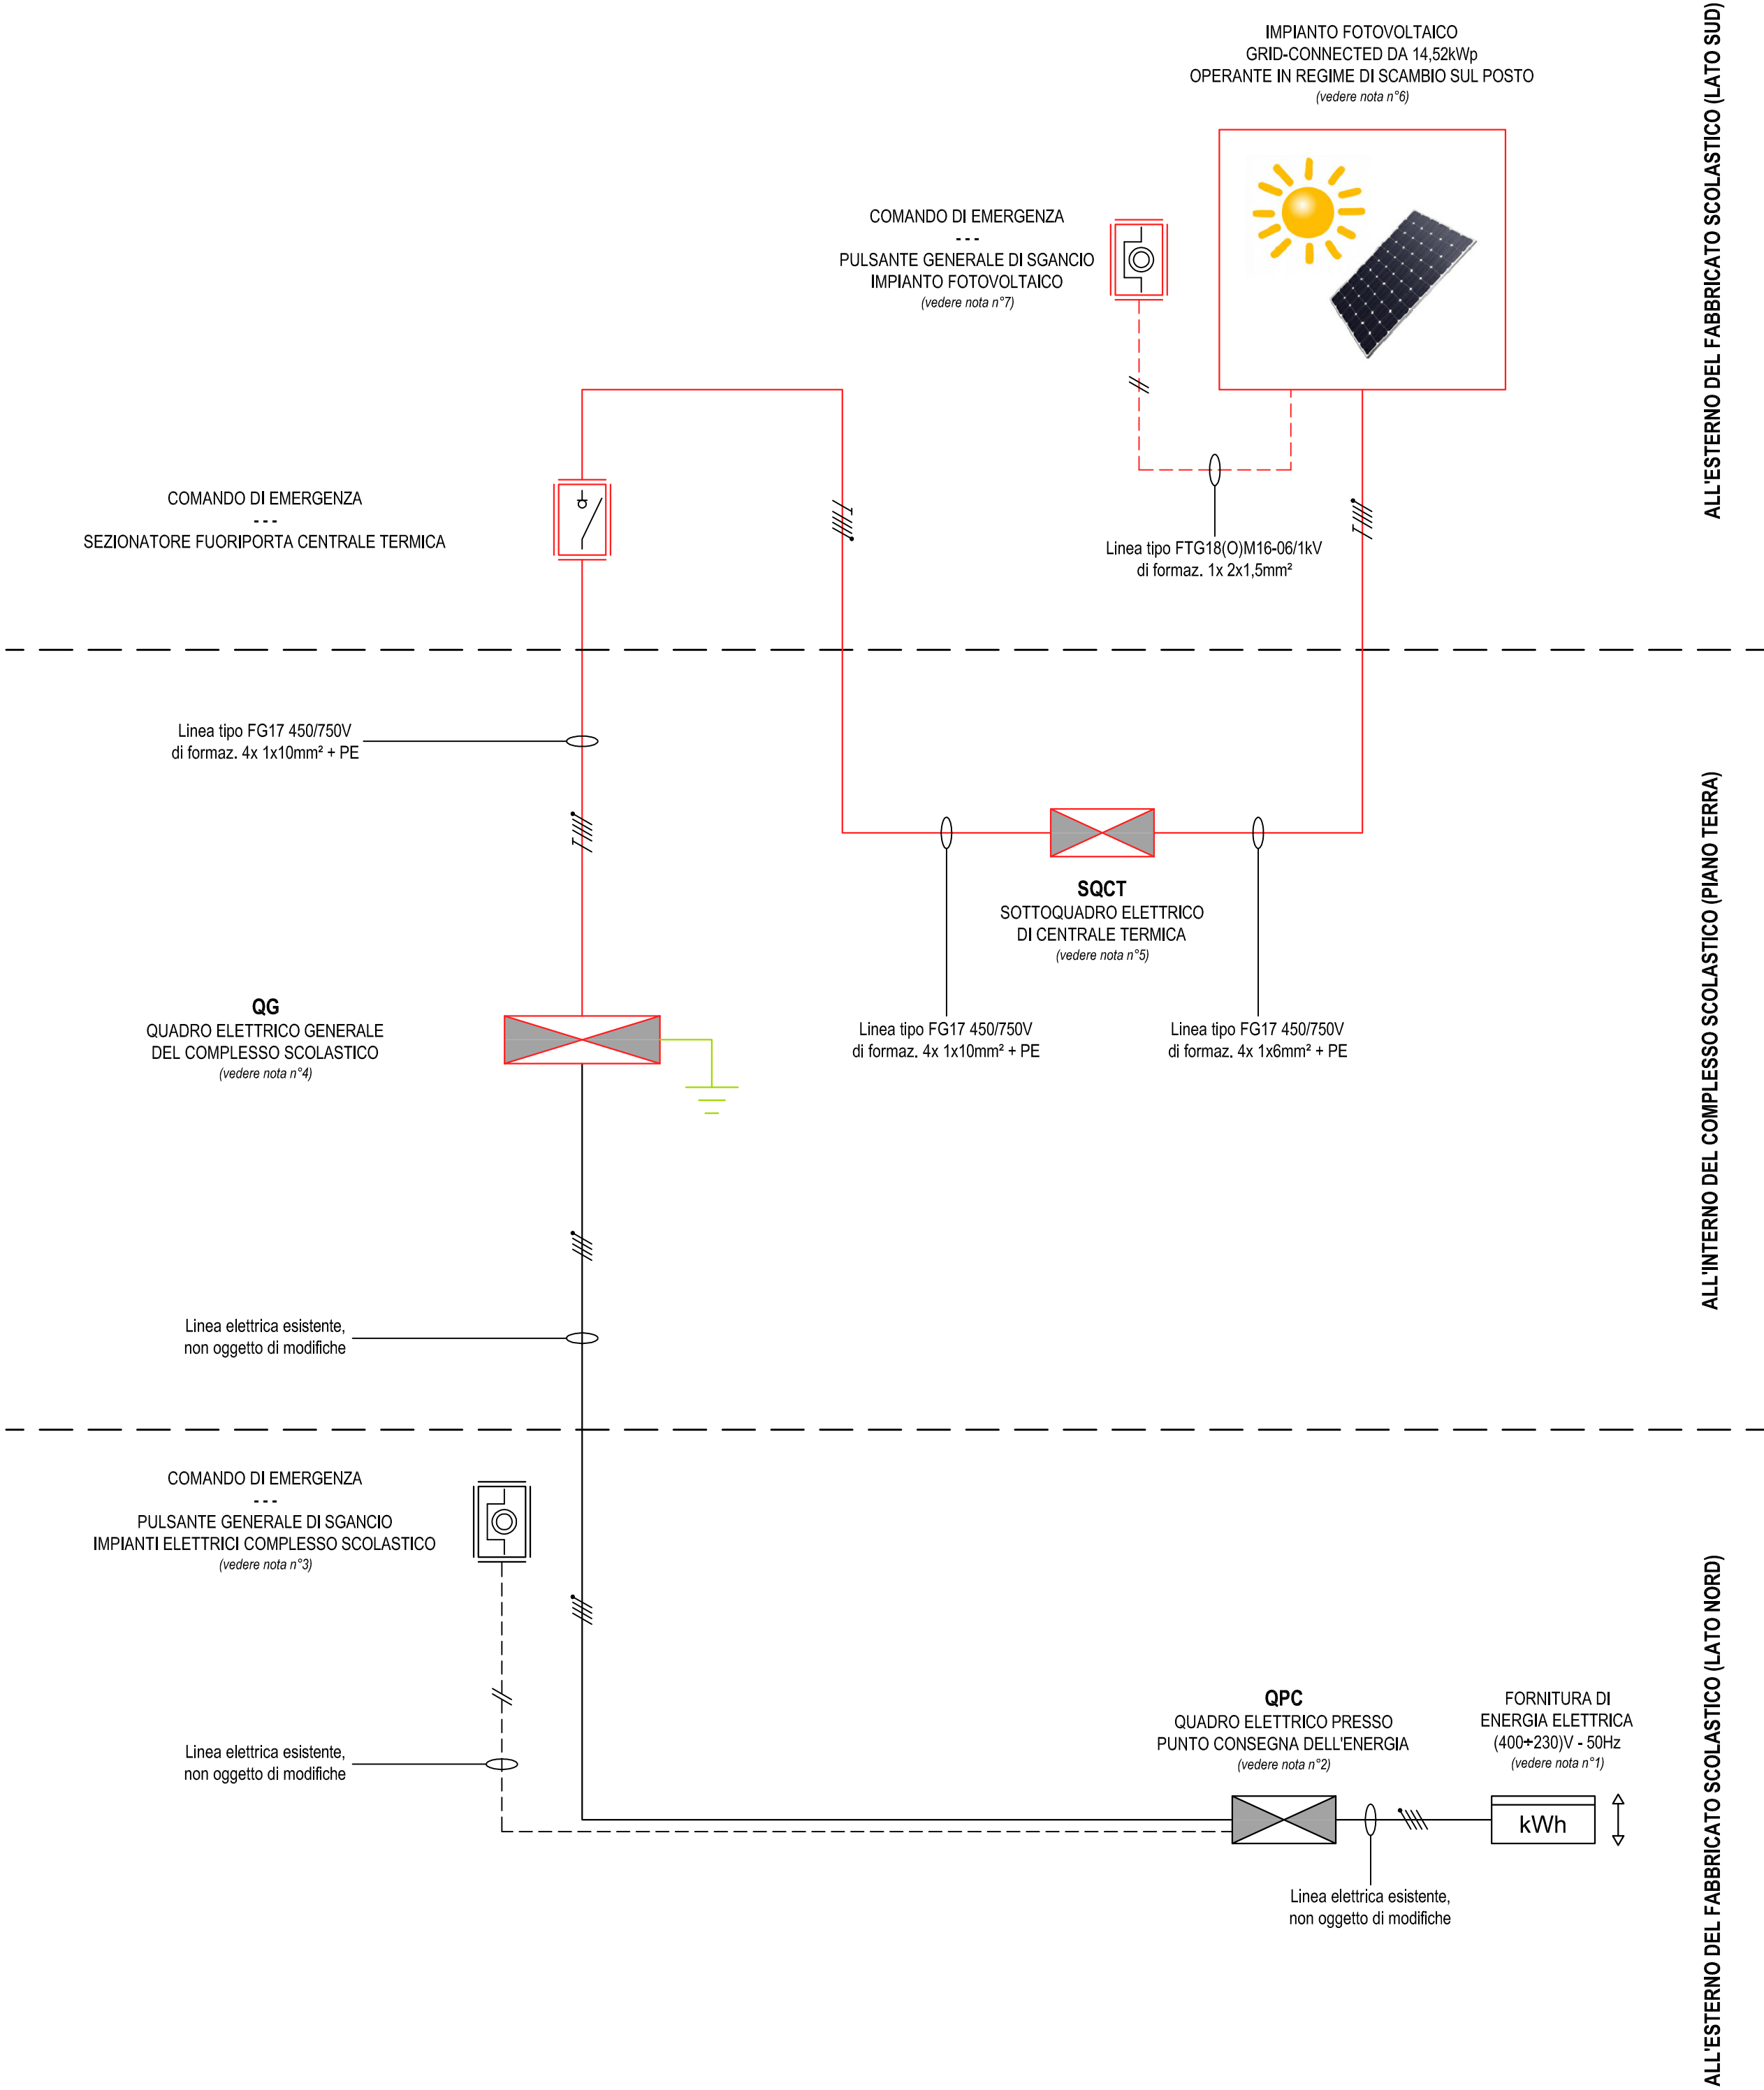 IMPIANTO FOTOVOLTAICO
GRID-CONNECTED DA 14,52kWp
OPERANTE IN REGIME DI SCAMBIO SUL POSTO
(vedere nota n°6)
ALL'ESTERNO DEL FABBRICATO SCOLASTICO (LATO SUD)
COMANDO DI EMERGENZA
---
PULSANTE GENERALE DI SGANCIO
IMPIANTO FOTOVOLTAICO
(vedere nota n°7)
COMANDO DI EMERGENZA
---
SEZIONATORE FUORIPORTA CENTRALE TERMICA
Linea tipo FTG18(O)M16-06/1kV
di formaz. 1x 2x1,5mm²
Linea tipo FG17 450/750V
di formaz. 4x 1x10mm² + PE
ALL'INTERNO DEL COMPLESSO SCOLASTICO (PIANO TERRA)
SQCT
SOTTOQUADRO ELETTRICO
DI CENTRALE TERMICA
(vedere nota n°5)
QG
QUADRO ELETTRICO GENERALE
DEL COMPLESSO SCOLASTICO
(vedere nota n°4)
Linea tipo FG17 450/750V
di formaz. 4x 1x10mm² + PE
Linea tipo FG17 450/750V
di formaz. 4x 1x6mm² + PE
Linea elettrica esistente,
non oggetto di modifiche
COMANDO DI EMERGENZA
---
PULSANTE GENERALE DI SGANCIO
IMPIANTI ELETTRICI COMPLESSO SCOLASTICO
(vedere nota n°3)
ALL'ESTERNO DEL FABBRICATO SCOLASTICO (LATO NORD)
Linea elettrica esistente,
non oggetto di modifiche
QPC
QUADRO ELETTRICO PRESSO
PUNTO CONSEGNA DELL'ENERGIA
(vedere nota n°2)
FORNITURA DI
ENERGIA ELETTRICA
(400÷230)V - 50Hz
(vedere nota n°1)
kWh
Linea elettrica esistente,
non oggetto di modifiche